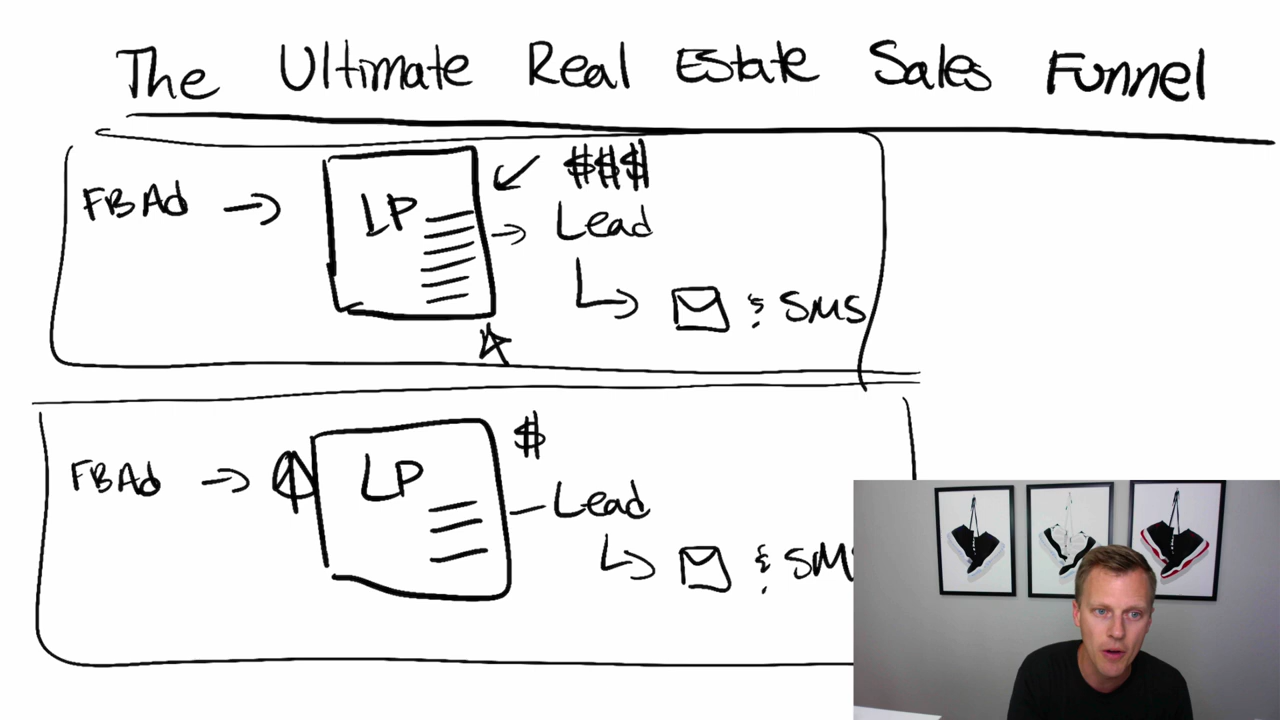 The Ultimate Real Estate Sales Funnel
FB Ad → LP $$$
→ Lead
& SMS
FB Ad → LP $
Lead
& SM